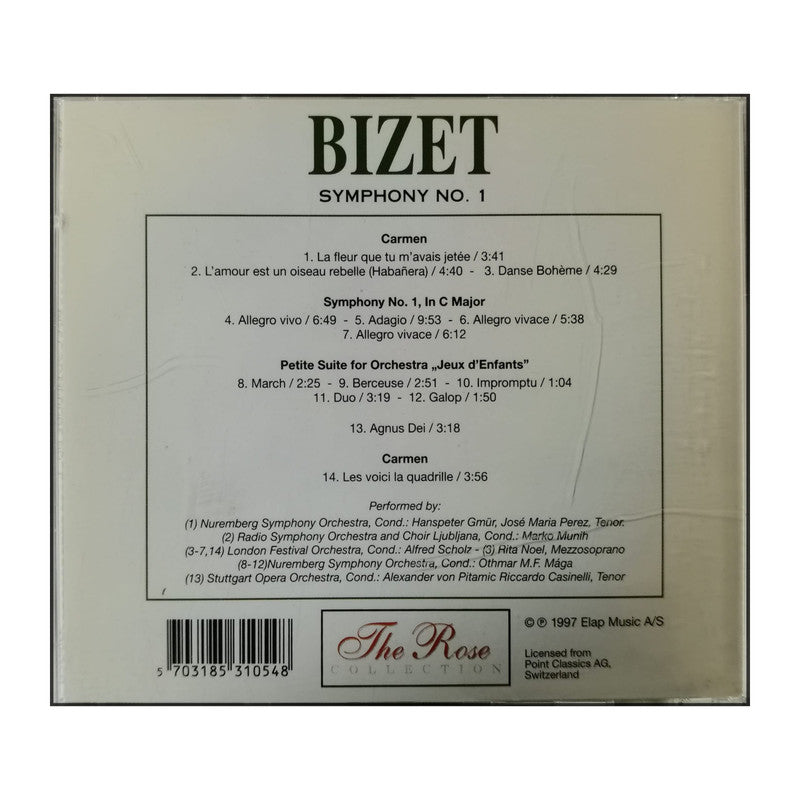 BIZET
SYMPHONY NO. 1
Carmen
1. La fleur que tu m'avais jetée / 3:41
2. L'amour est un oiseau rebelle (Habañera) / 4:40 - 3. Danse Bohème / 4:29
Symphony No. 1, In C Major
4. Allegro vivo / 6:49 - 5. Adagio / 9:53 - 6. Allegro vivace / 5:38
7. Allegro vivace / 6:12
Petite Suite for Orchestra „Jeux d'Enfants”
8. March / 2:25 - 9. Berceuse / 2:51 - 10. Impromptu / 1:04
11. Duo / 3:19 - 12. Galop / 1:50
13. Agnus Dei / 3:18
Carmen
14. Les voici la quadrille / 3:56
Performed by:
(1) Nuremberg Symphony Orchestra, Cond.: Hanspeter Gmür, José Maria Perez, Tenor.
(2) Radio Symphony Orchestra and Choir Ljubljana, Cond.: Marko Munih
(3-7,14) London Festival Orchestra, Cond.: Alfred Scholz - (3) Rita Noel, Mezzosoprano
(8-12)Nuremberg Symphony Orchestra, Cond.: Othmar M.F. Mága
(13) Stuttgart Opera Orchestra, Cond.: Alexander von Pitamic Riccardo Casinelli, Tenor
5 703185 310548
The Rose
COLLECTION
© ℗ 1997 Elap Music A/S
Licensed from
Point Classics AG,
Switzerland